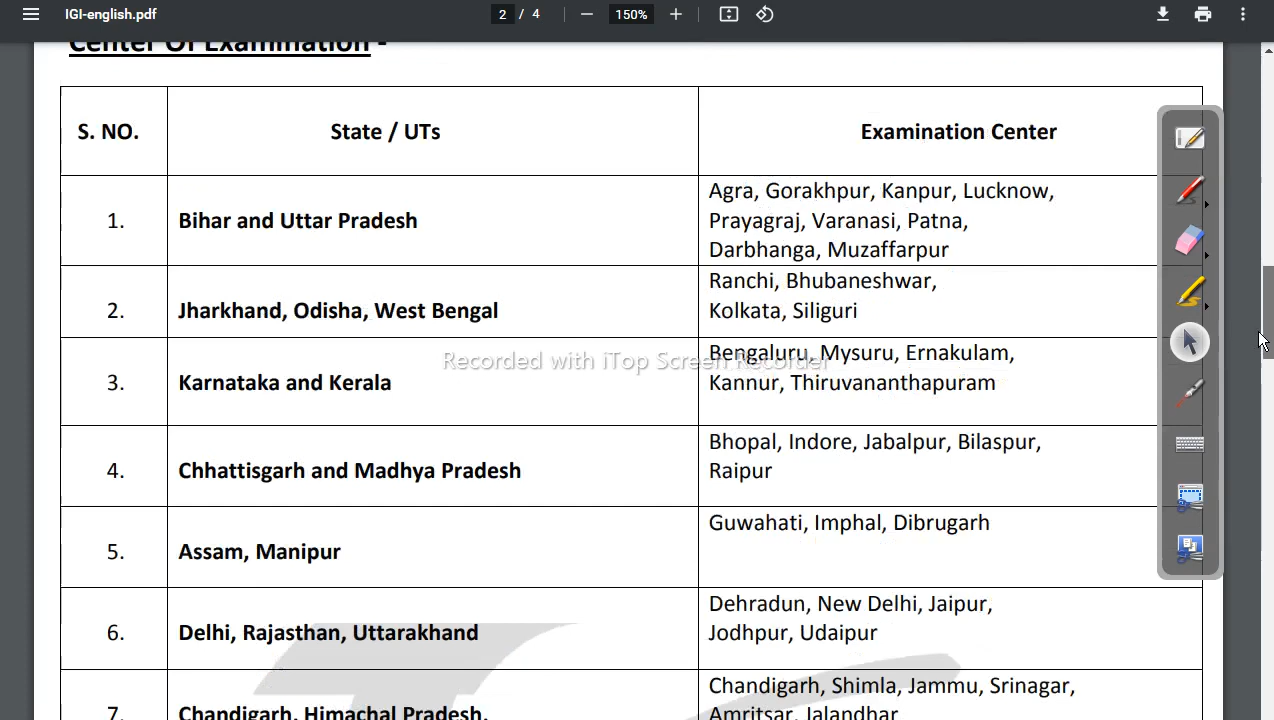 IGI-english.pdf
2 / 4
150%
Center Of Examination -
S. NO.
State / UTs
Examination Center
1.
Bihar and Uttar Pradesh
Agra, Gorakhpur, Kanpur, Lucknow,
Prayagraj, Varanasi, Patna,
Darbhanga, Muzaffarpur
2.
Jharkhand, Odisha, West Bengal
Ranchi, Bhubaneshwar,
Kolkata, Siliguri
3.
Karnataka and Kerala
Bengaluru, Mysuru, Ernakulam,
Kannur, Thiruvananthapuram
Recorded with iTop Screen Recorder
4.
Chhattisgarh and Madhya Pradesh
Bhopal, Indore, Jabalpur, Bilaspur,
Raipur
5.
Assam, Manipur
Guwahati, Imphal, Dibrugarh
6.
Delhi, Rajasthan, Uttarakhand
Dehradun, New Delhi, Jaipur,
Jodhpur, Udaipur
7.
Chandigarh, Himachal Pradesh,
Chandigarh, Shimla, Jammu, Srinagar,
Amritsar, Jalandhar